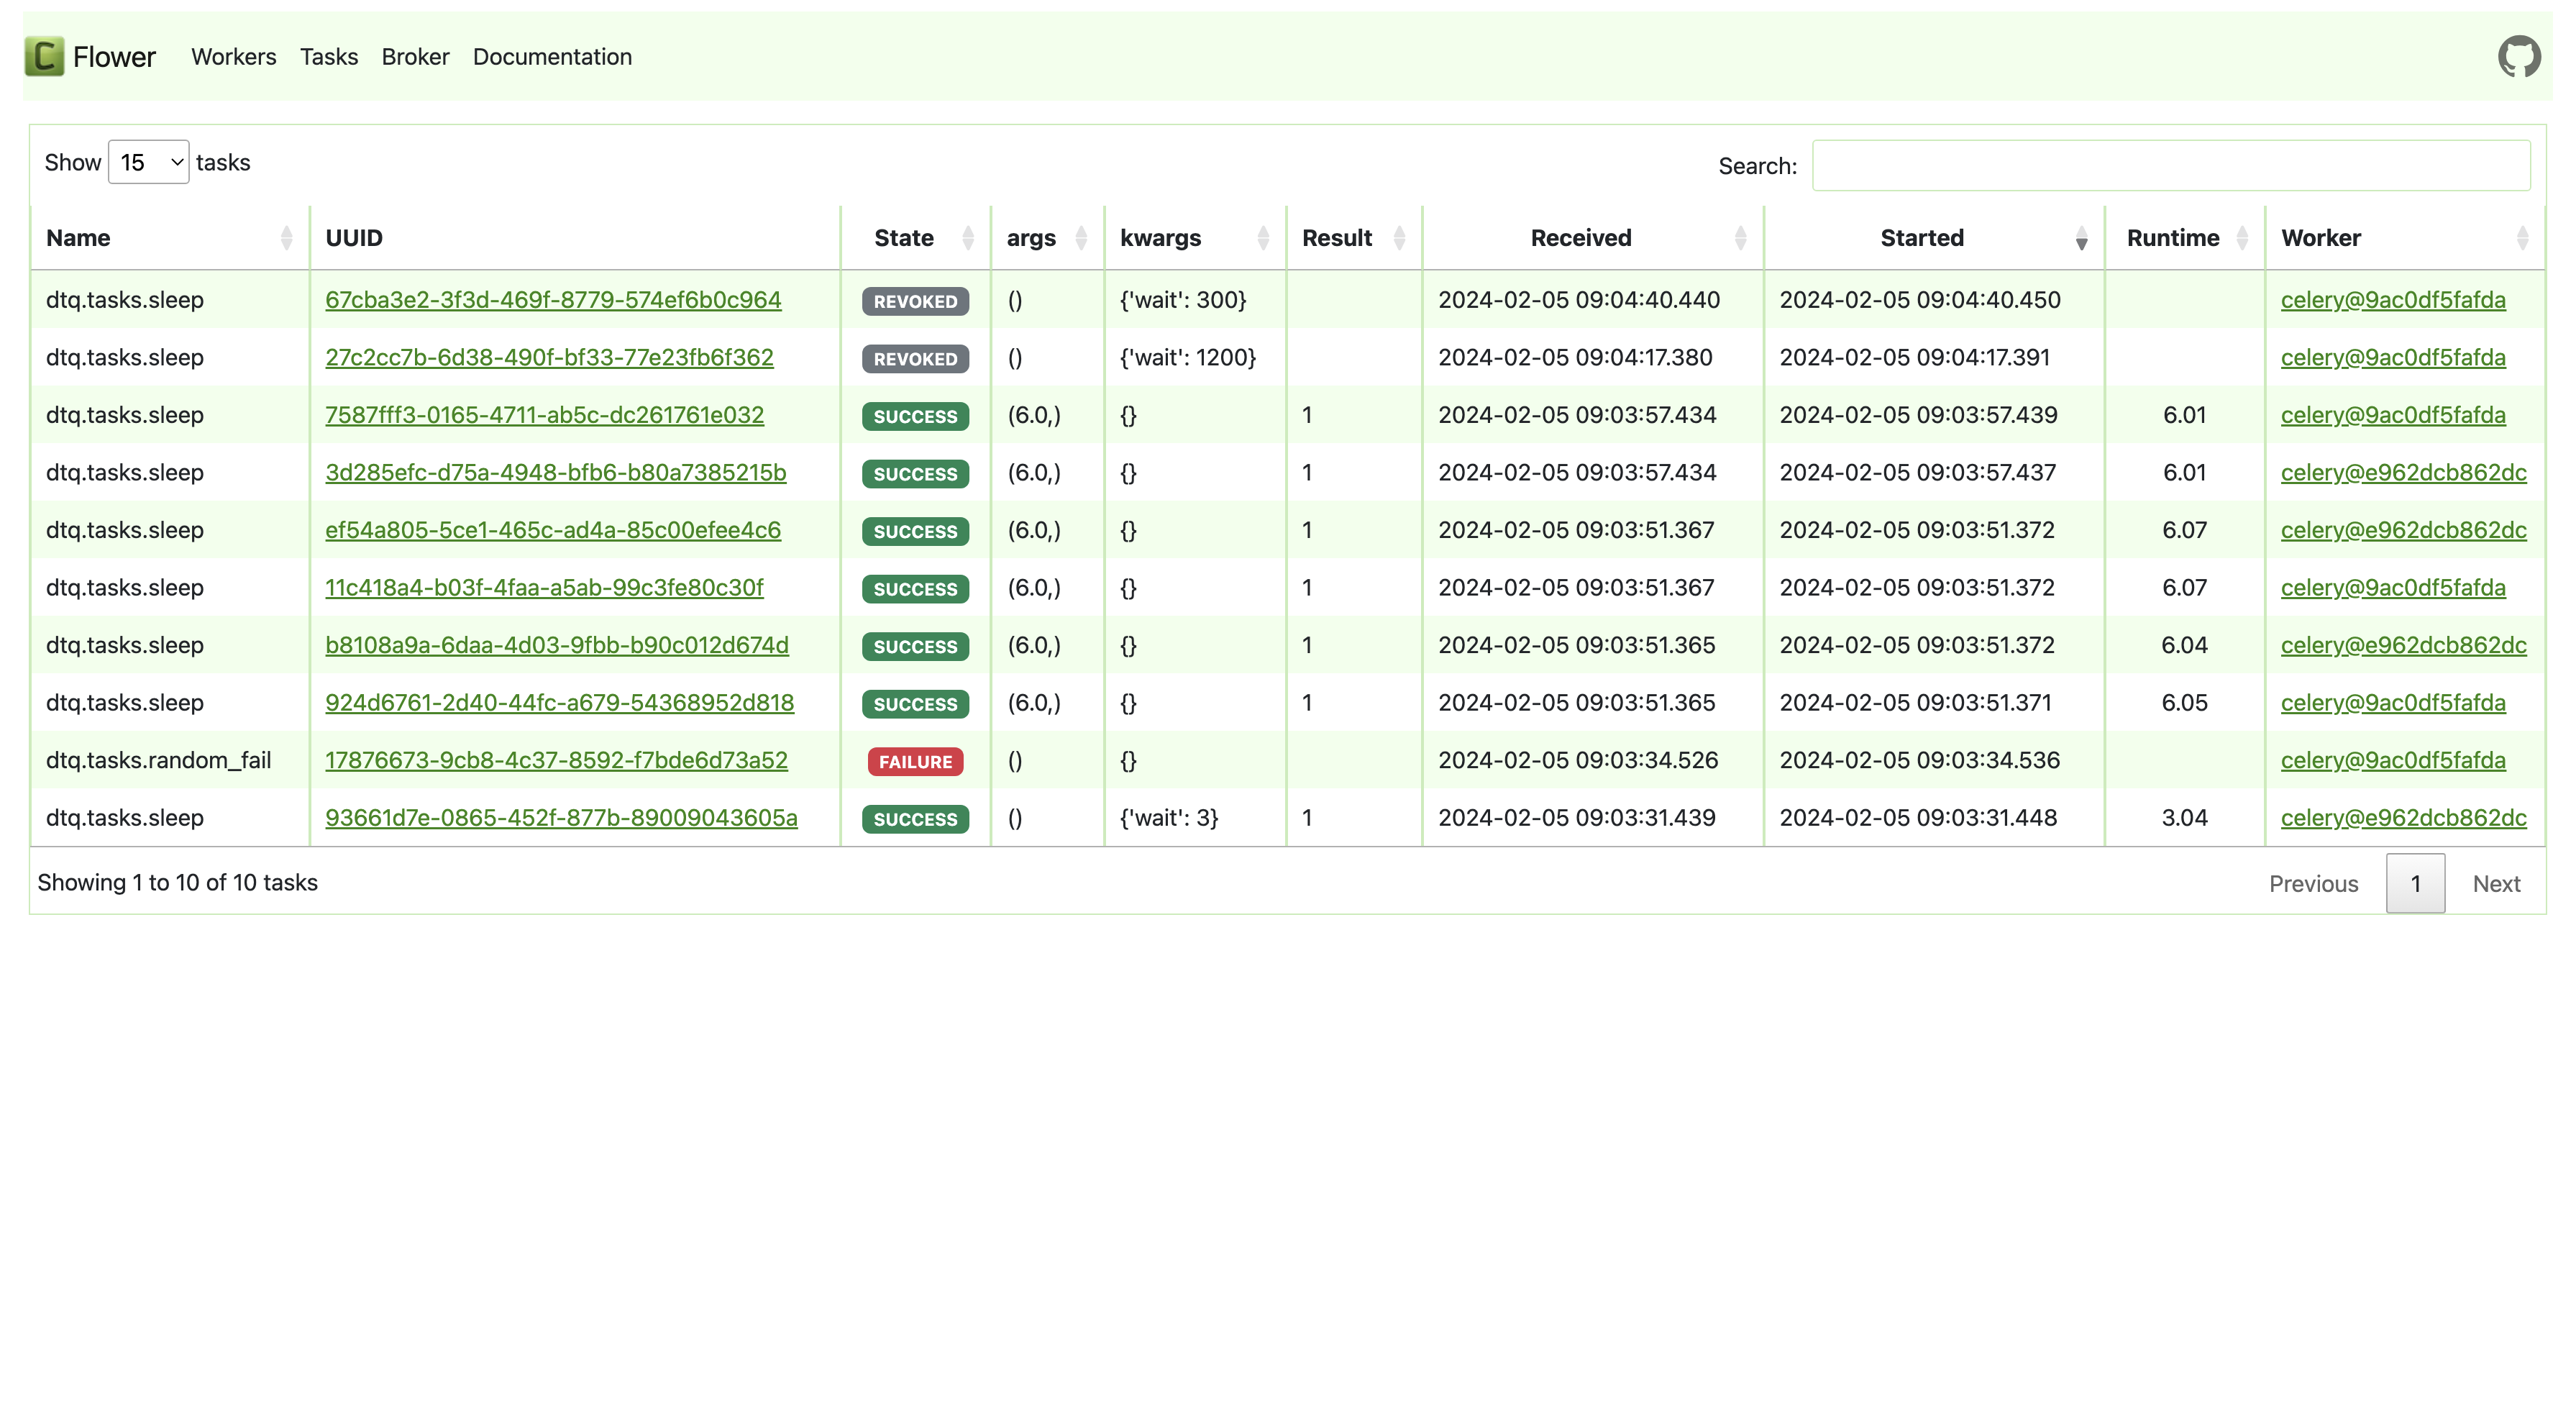 C Flower Workers Tasks Broker Documentation
Show 15 tasks Search:
Name UUID State args kwargs Result Received Started Runtime Worker
dtq.tasks.sleep 67cba3e2-3f3d-469f-8779-574ef6b0c964 REVOKED () {'wait': 300} 2024-02-05 09:04:40.440 2024-02-05 09:04:40.450 celery@9ac0df5fafda
dtq.tasks.sleep 27c2cc7b-6d38-490f-bf33-77e23fb6f362 REVOKED () {'wait': 1200} 2024-02-05 09:04:17.380 2024-02-05 09:04:17.391 celery@9ac0df5fafda
dtq.tasks.sleep 7587fff3-0165-4711-ab5c-dc261761e032 SUCCESS (6.0,) {} 1 2024-02-05 09:03:57.434 2024-02-05 09:03:57.439 6.01 celery@9ac0df5fafda
dtq.tasks.sleep 3d285efc-d75a-4948-bfb6-b80a7385215b SUCCESS (6.0,) {} 1 2024-02-05 09:03:57.434 2024-02-05 09:03:57.437 6.01 celery@e962dcb862dc
dtq.tasks.sleep ef54a805-5ce1-465c-ad4a-85c00efee4c6 SUCCESS (6.0,) {} 1 2024-02-05 09:03:51.367 2024-02-05 09:03:51.372 6.07 celery@e962dcb862dc
dtq.tasks.sleep 11c418a4-b03f-4faa-a5ab-99c3fe80c30f SUCCESS (6.0,) {} 1 2024-02-05 09:03:51.367 2024-02-05 09:03:51.372 6.07 celery@9ac0df5fafda
dtq.tasks.sleep b8108a9a-6daa-4d03-9fbb-b90c012d674d SUCCESS (6.0,) {} 1 2024-02-05 09:03:51.365 2024-02-05 09:03:51.372 6.04 celery@e962dcb862dc
dtq.tasks.sleep 924d6761-2d40-44fc-a679-54368952d818 SUCCESS (6.0,) {} 1 2024-02-05 09:03:51.365 2024-02-05 09:03:51.371 6.05 celery@9ac0df5fafda
dtq.tasks.random_fail 17876673-9cb8-4c37-8592-f7bde6d73a52 FAILURE () {} 2024-02-05 09:03:34.526 2024-02-05 09:03:34.536 celery@9ac0df5fafda
dtq.tasks.sleep 93661d7e-0865-452f-877b-89009043605a SUCCESS () {'wait': 3} 1 2024-02-05 09:03:31.439 2024-02-05 09:03:31.448 3.04 celery@e962dcb862dc
Showing 1 to 10 of 10 tasks Previous 1 Next